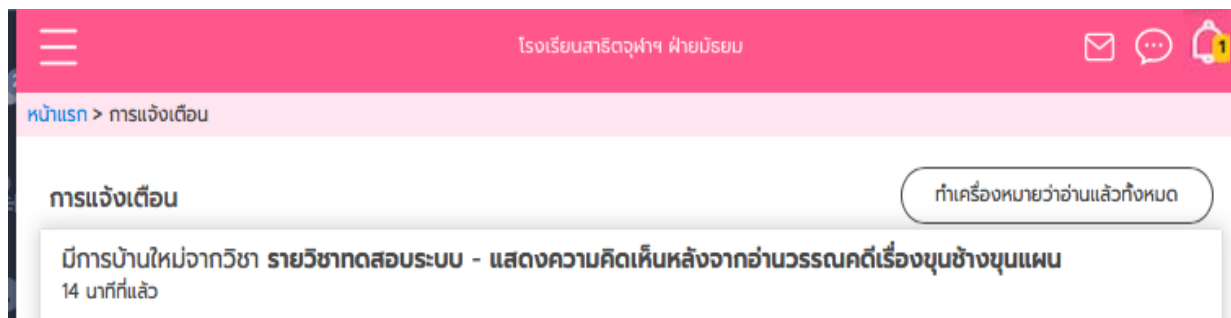 โรงเรียนสาธิตจุฬาฯ ฝ่ายมัธยม
1
หน้าแรก > การแจ้งเตือน
การแจ้งเตือน
ทำเครื่องหมายว่าอ่านแล้วทั้งหมด
มีการบ้านใหม่จากวิชา รายวิชาทดสอบระบบ - แสดงความคิดเห็นหลังจากอ่านวรรณคดีเรื่องขุนช้างขุนแผน
14 นาทีที่แล้ว